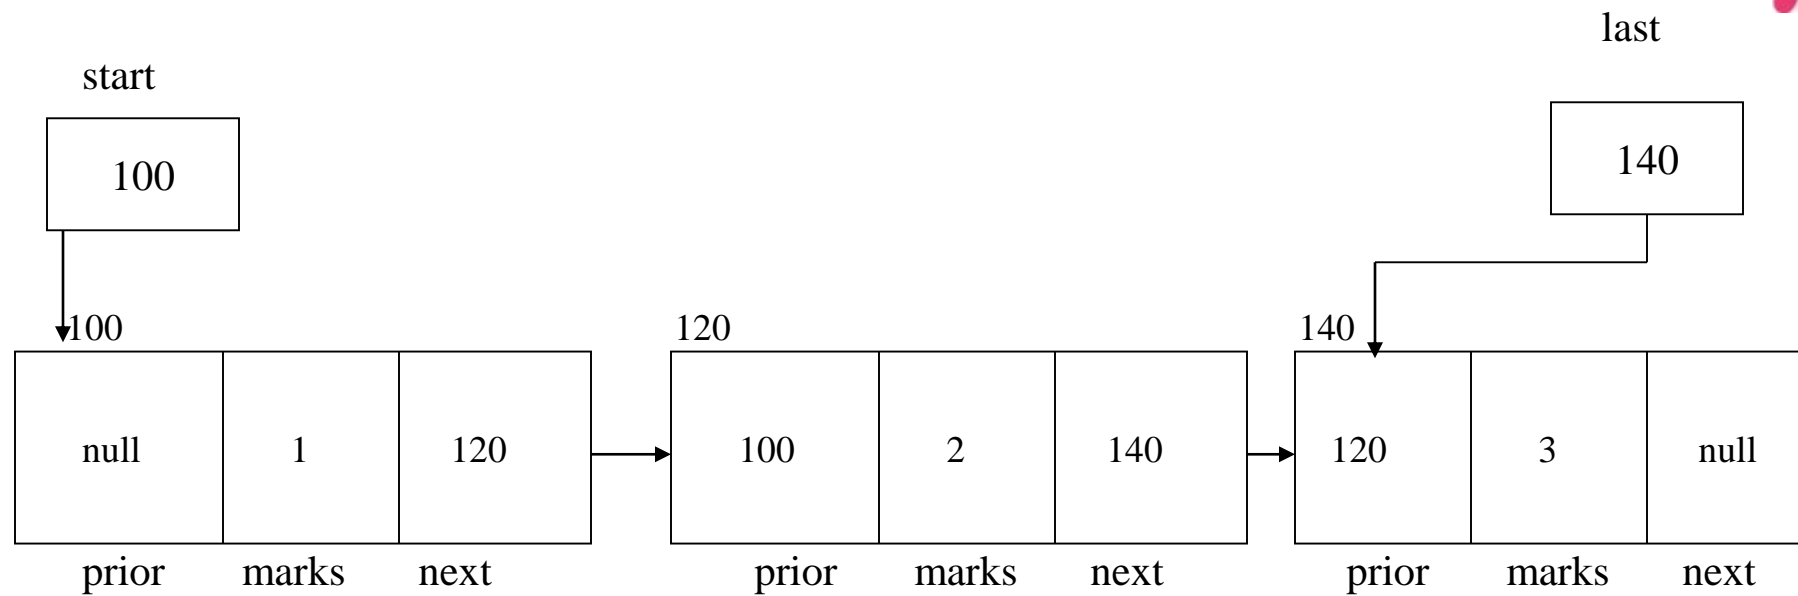 last
start
100
140
100 120 140
null 1 120 100 2 140 120 3 null
prior marks next prior marks next prior marks next